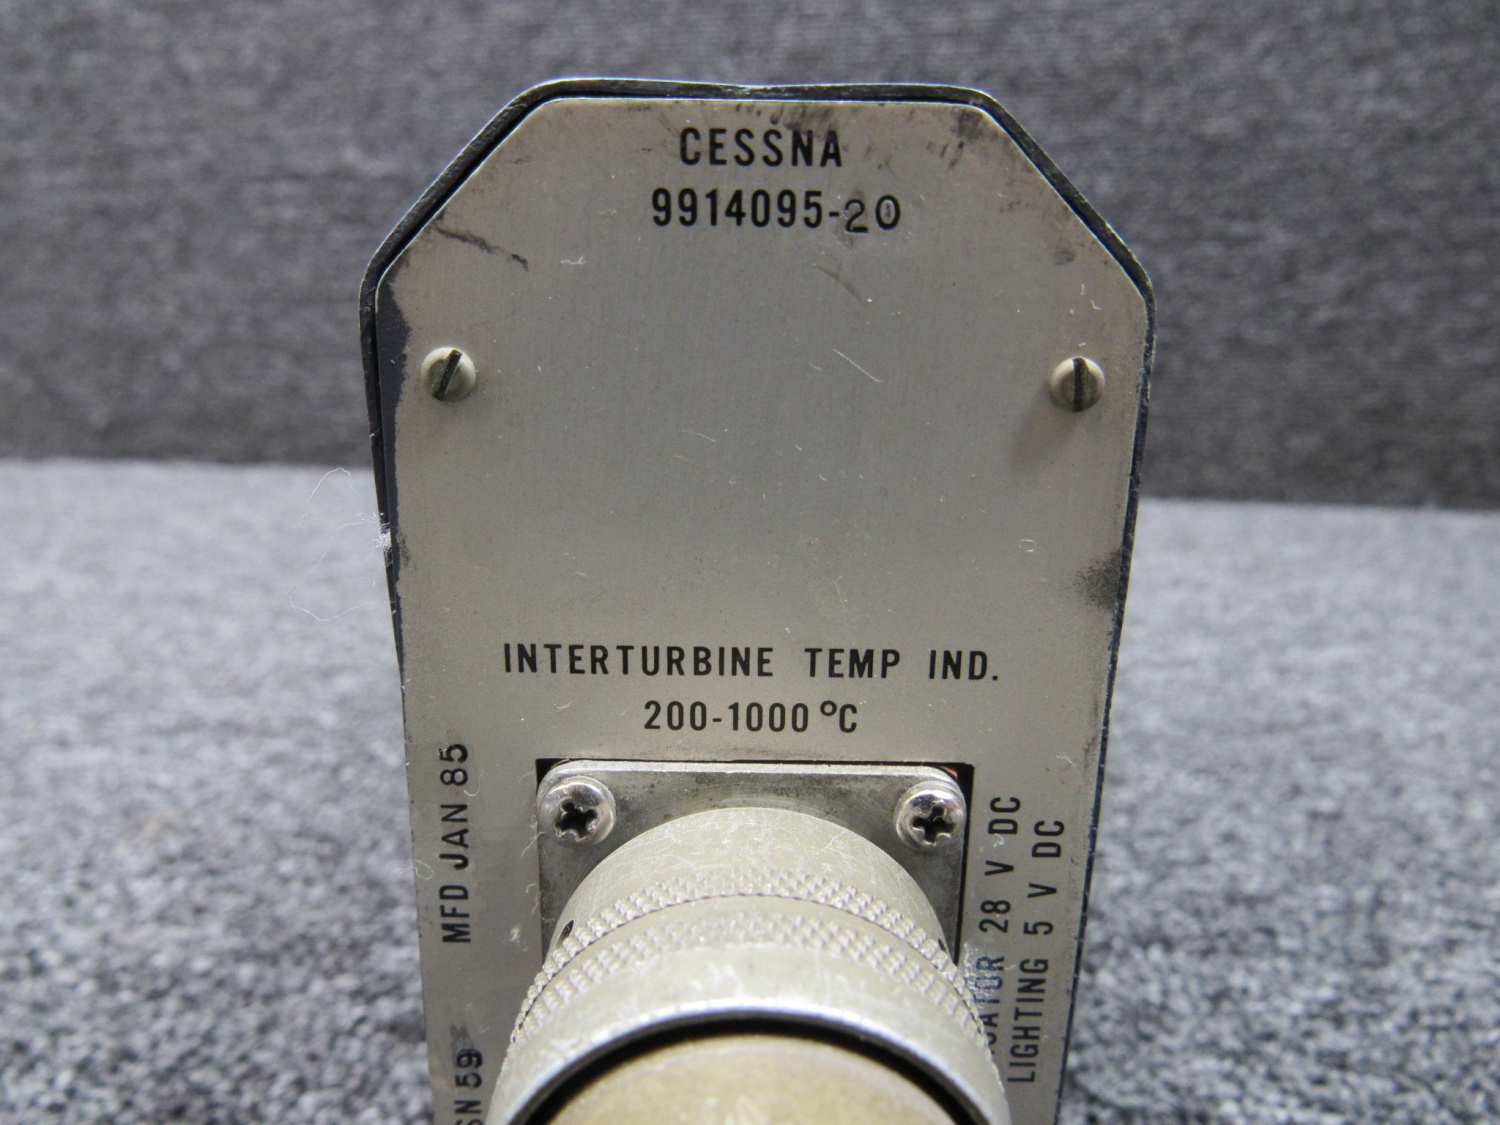 CESSNA
9914095-20
INTERTURBINE TEMP IND.
200-1000 °C
MFD JAN 85
SN 59
28 V DC
LIGHTING 5 V DC